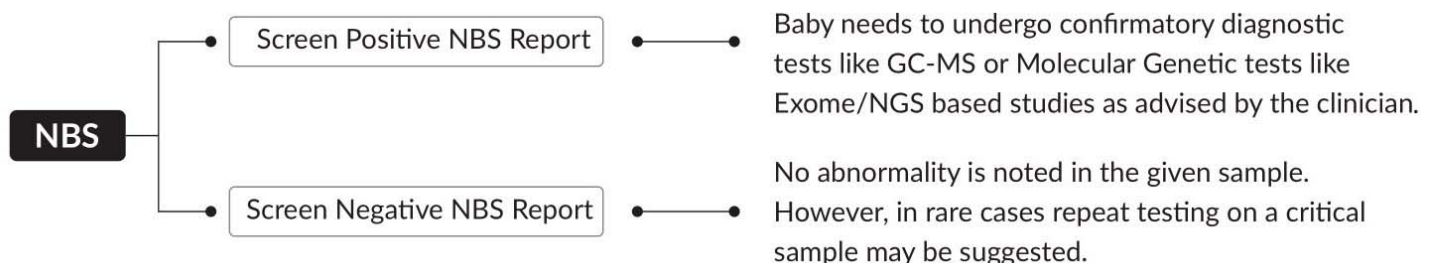 NBS
Screen Positive NBS Report
Baby needs to undergo confirmatory diagnostic
tests like GC-MS or Molecular Genetic tests like
Exome/NGS based studies as advised by the clinician.
Screen Negative NBS Report
No abnormality is noted in the given sample.
However, in rare cases repeat testing on a critical
sample may be suggested.